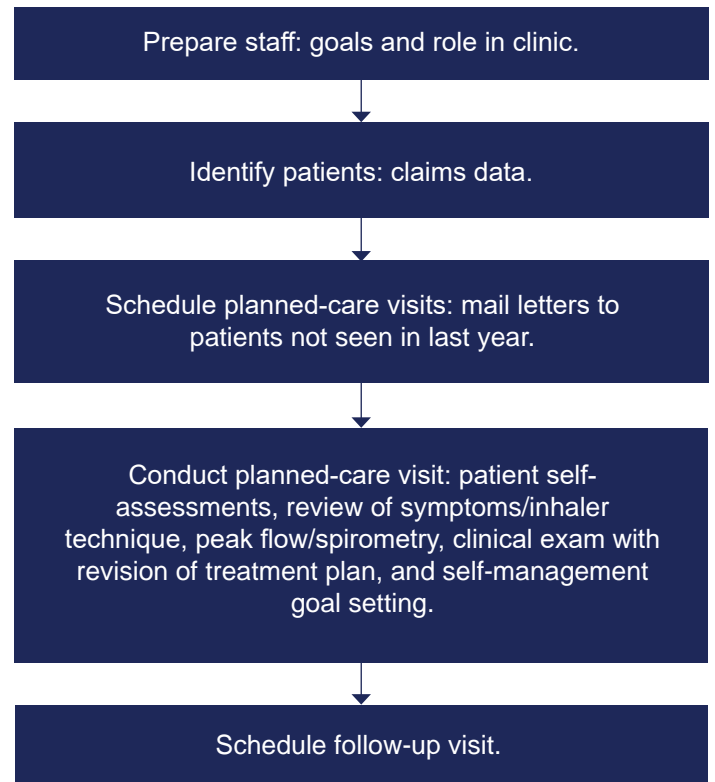 Prepare staff: goals and role in clinic.
Identify patients: claims data.
Schedule planned-care visits: mail letters to
patients not seen in last year.
Conduct planned-care visit: patient self-
assessments, review of symptoms/inhaler
technique, peak flow/spirometry, clinical exam with
revision of treatment plan, and self-management
goal setting.
Schedule follow-up visit.